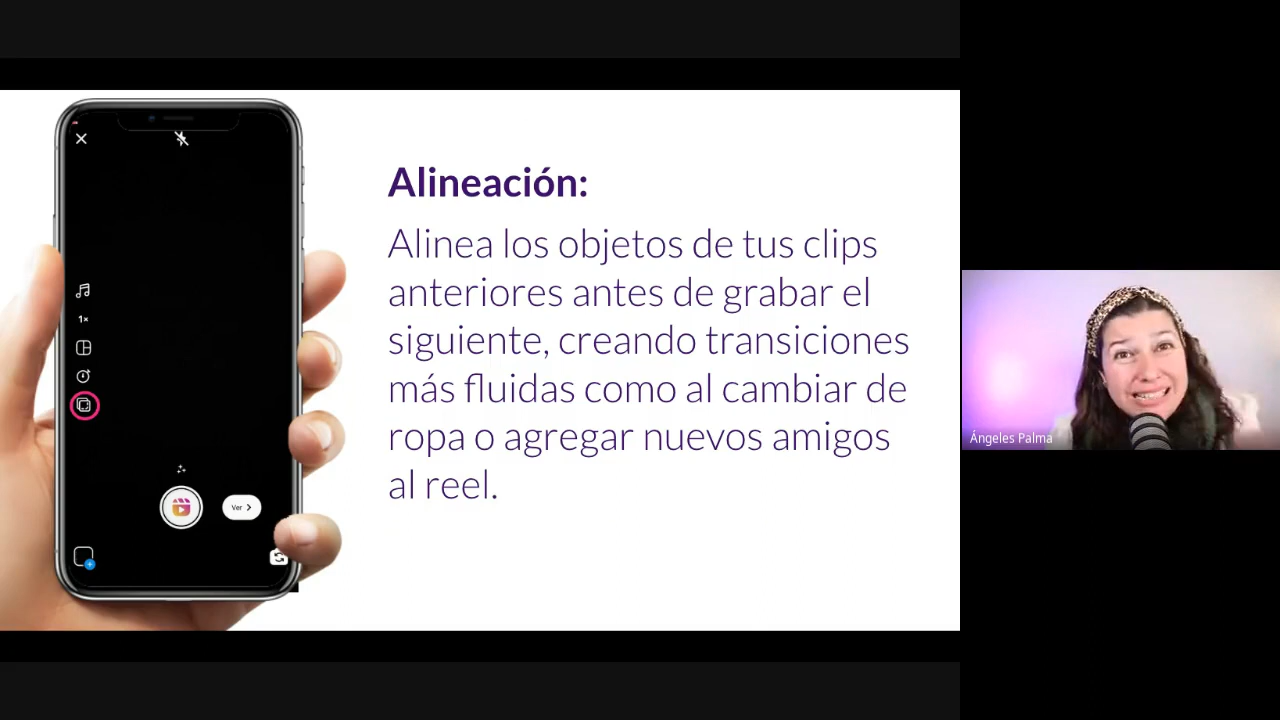 1×
Ver
Alineación:
Alinea los objetos de tus clips
anteriores antes de grabar el
siguiente, creando transiciones
más fluidas como al cambiar de
ropa o agregar nuevos amigos
al reel.
Ángeles Palma